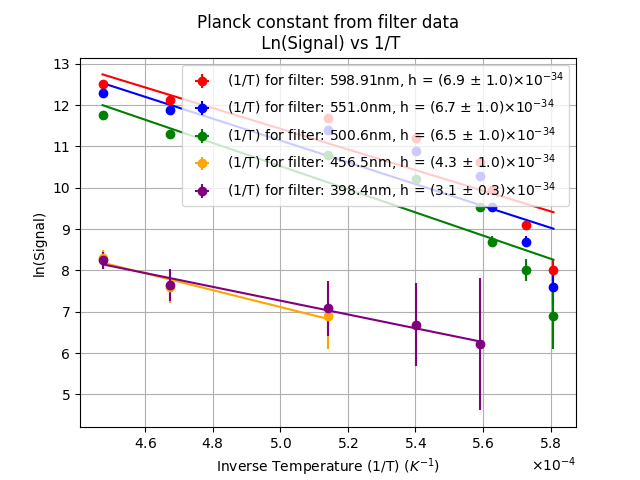 Planck constant from filter data
Ln(Signal) vs 1/T
13
12
11
10
9
8
7
6
5
ln(Signal)
(1/T) for filter: 598.91nm, h = (6.9 ± 1.0)×10⁻³⁴
(1/T) for filter: 551.0nm, h = (6.7 ± 1.0)×10⁻³⁴
(1/T) for filter: 500.6nm, h = (6.5 ± 1.0)×10⁻³⁴
(1/T) for filter: 456.5nm, h = (4.3 ± 1.0)×10⁻³⁴
(1/T) for filter: 398.4nm, h = (3.1 ± 0.3)×10⁻³⁴
4.6 4.8 5.0 5.2 5.4 5.6 5.8
Inverse Temperature (1/T) (K⁻¹)
×10⁻⁴